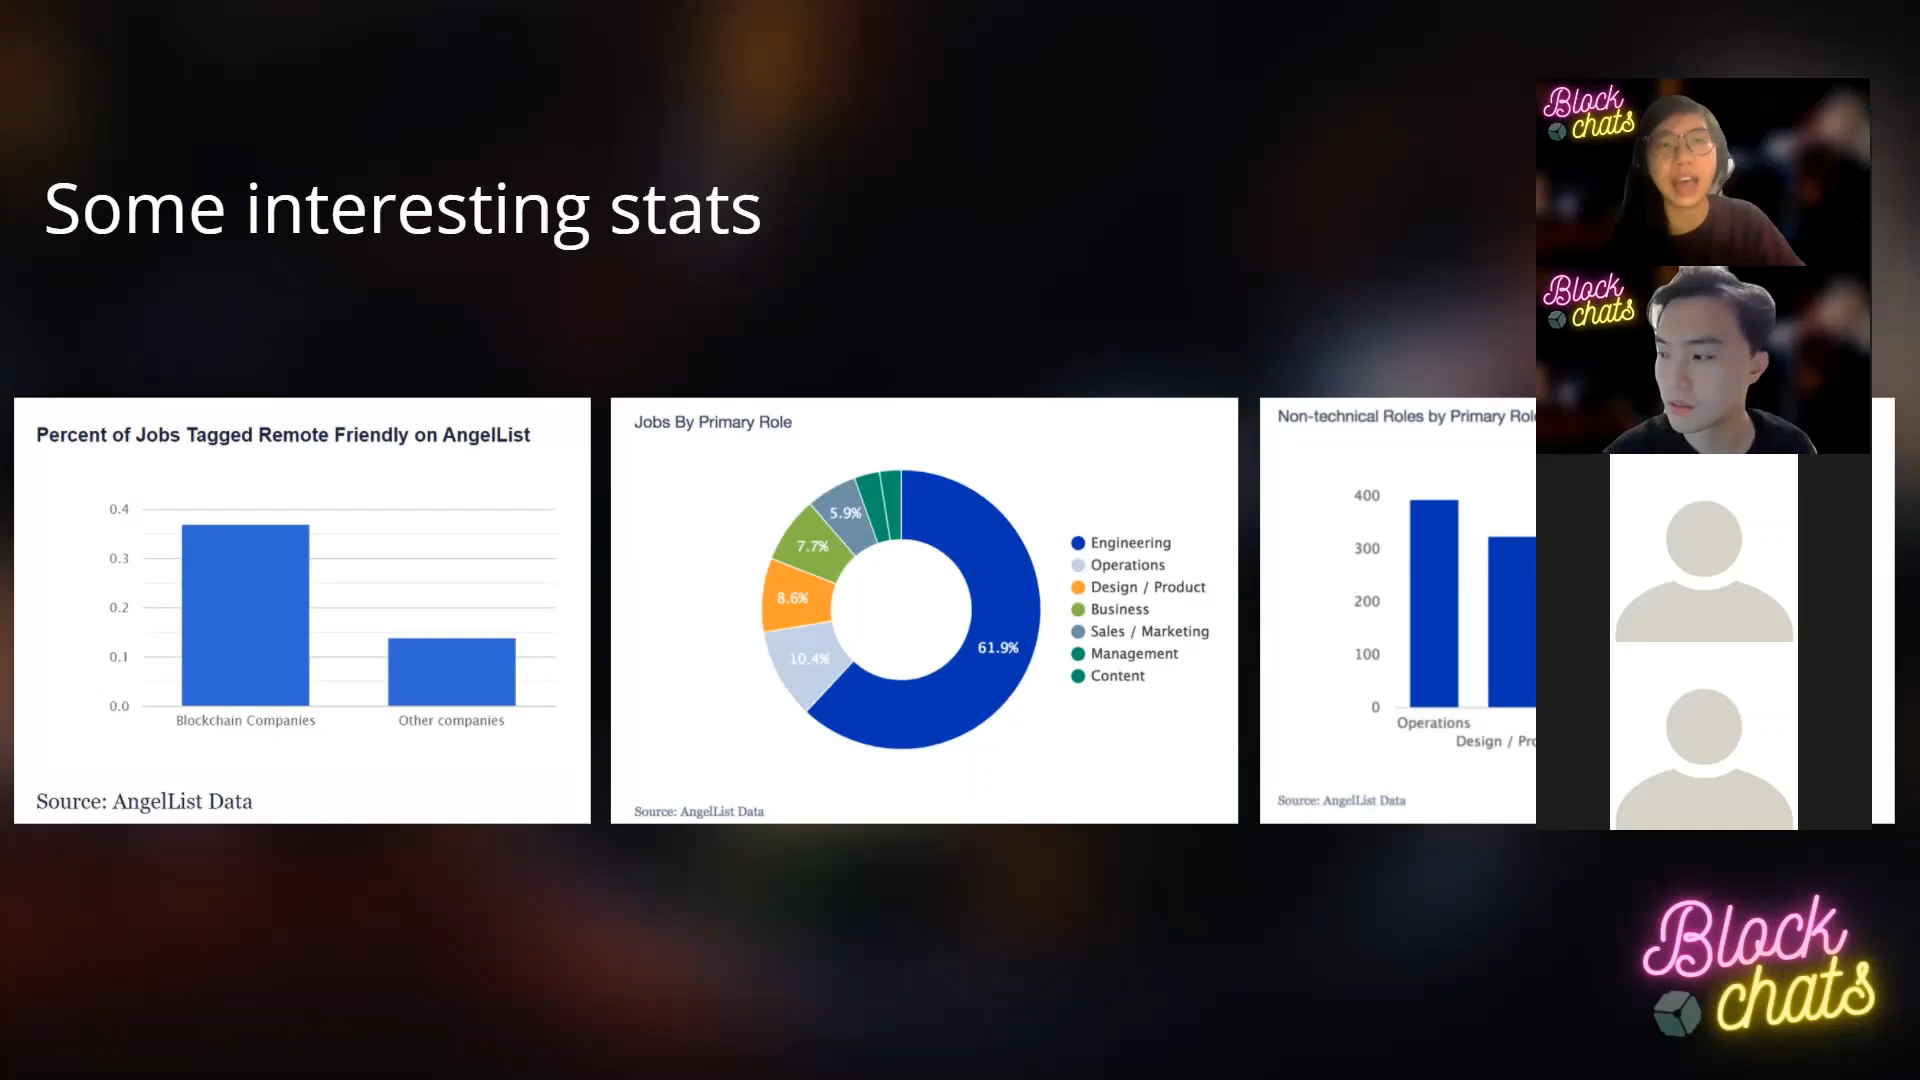 Some interesting stats
Percent of Jobs Tagged Remote Friendly on AngelList
0.4
0.3
0.2
0.1
0.0
Blockchain Companies
Other companies
Source: AngelList Data
Jobs By Primary Role
5.9%
7.7%
8.6%
10.4%
61.9%
Engineering
Operations
Design / Product
Business
Sales / Marketing
Management
Content
Source: AngelList Data
Non-technical Roles by Primary
400
300
200
100
0
Operations
Design /
Source: AngelList Data
Block
chats
Block
chats
Block
chats